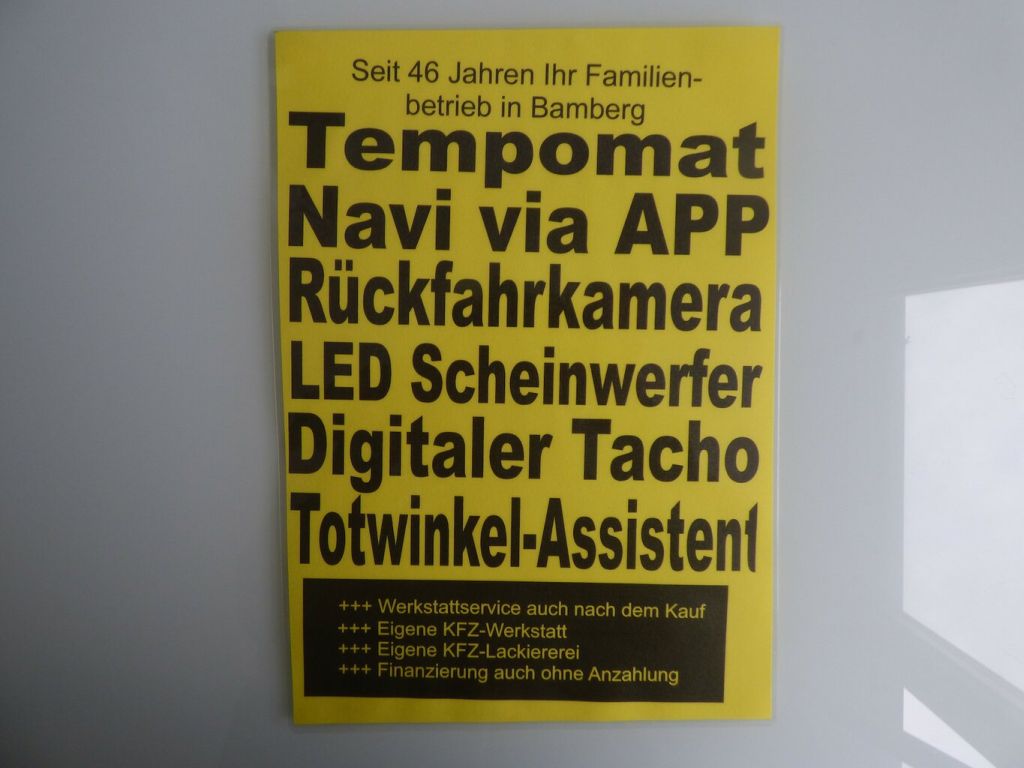 Seit 46 Jahren Ihr Familien-
betrieb in Bamberg
Tempomat
Navi via APP
Rückfahrkamera
LED Scheinwerfer
Digitaler Tacho
Totwinkel-Assistent
+++ Werkstattservice auch nach dem Kauf
+++ Eigene KFZ-Werkstatt
+++ Eigene KFZ-Lackiererei
+++ Finanzierung auch ohne Anzahlung